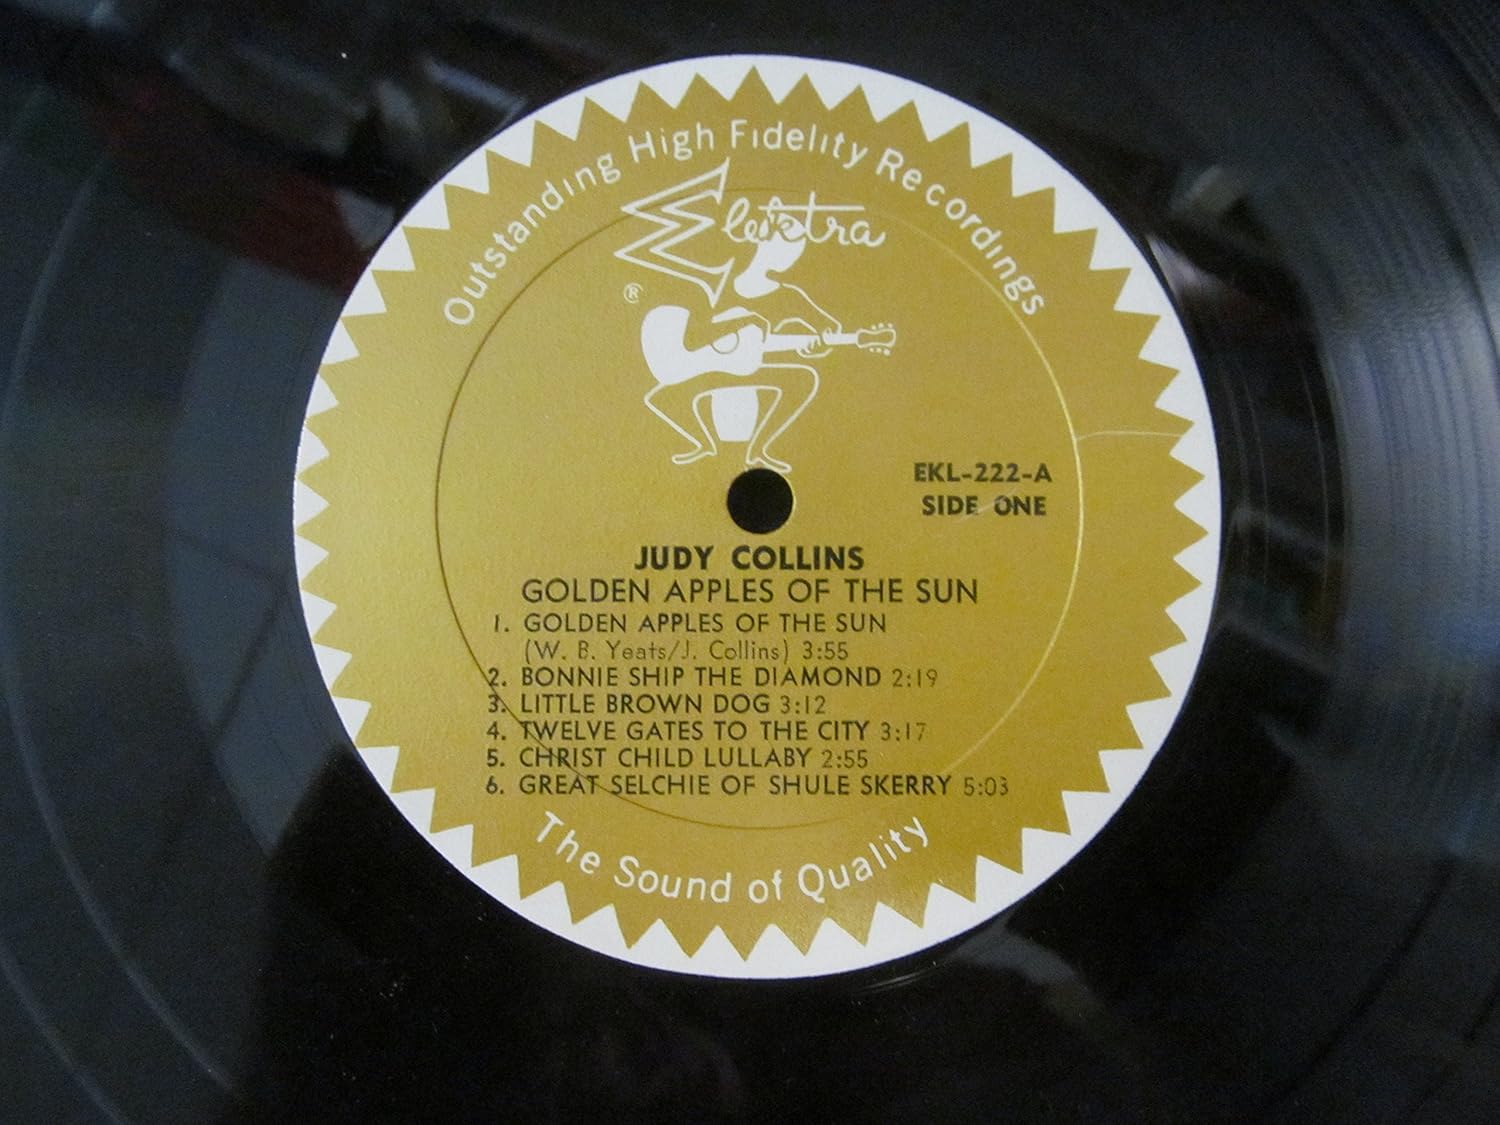 Outstanding High Fidelity Recordings
Elektra
®
EKL-222-A
SIDE ONE
JUDY COLLINS
GOLDEN APPLES OF THE SUN
1. GOLDEN APPLES OF THE SUN
(W. B. Yeats/J. Collins) 3:55
2. BONNIE SHIP THE DIAMOND 2:19
3. LITTLE BROWN DOG 3:12
4. TWELVE GATES TO THE CITY 3:17
5. CHRIST CHILD LULLABY 2:55
6. GREAT SELCHIE OF SHULE SKERRY 5:03
The Sound of Quality